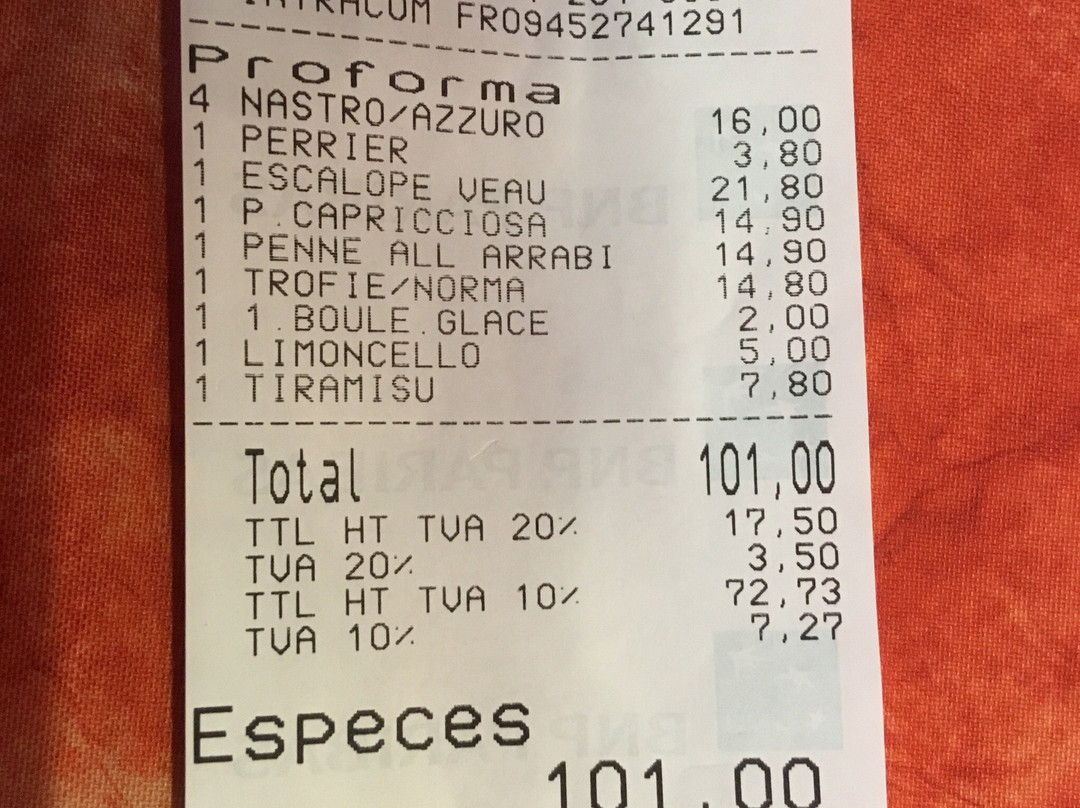 INTRACOM FR09452741291
Proforma
4 NASTRO/AZZURO 16,00
1 PERRIER 3,80
1 ESCALOPE VEAU 21,80
1 P.CAPRICCIOSA 14,90
1 PENNE ALL ARRABI 14,90
1 TROFIE/NORMA 14,80
1 1.BOULE.GLACE 2,00
1 LIMONCELLO 5,00
1 TIRAMISU 7,80
Total 101,00
TTL HT TVA 20% 17,50
TVA 20% 3,50
TTL HT TVA 10% 72,73
TVA 10% 7,27
Especes
101,00